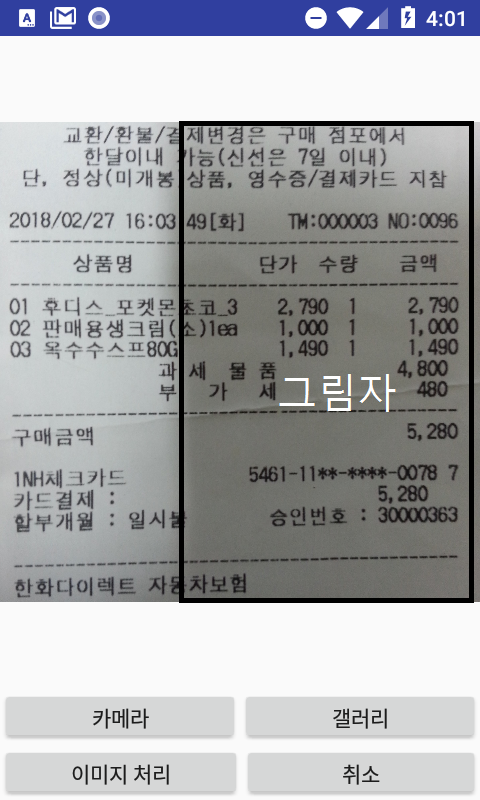 4:01
교환/환불/결제변경은 구매 점포에서
한달이내 가능(신선은 7일 이내)
단, 정상(미개봉)상품, 영수증/결제카드 지참
2018/02/27 16:03:49[화] TM:000003 NO:0096
상품명 단가 수량 금액
01 후디스_포켓몬초코_3 2,790 1 2,790
02 판매용생크림(소)1ea 1,000 1 1,000
03 옥수수스프80G 1,490 1 1,490
과 세 물 품 4,800
부 가 세 480
그림자
구매금액 5,280
1NH체크카드 5461-11**-****-0078 7
카드결제 : 5,280
할부개월 : 일시불 승인번호 : 30000363
한화다이렉트 자동차보험
카메라 갤러리
이미지 처리 취소